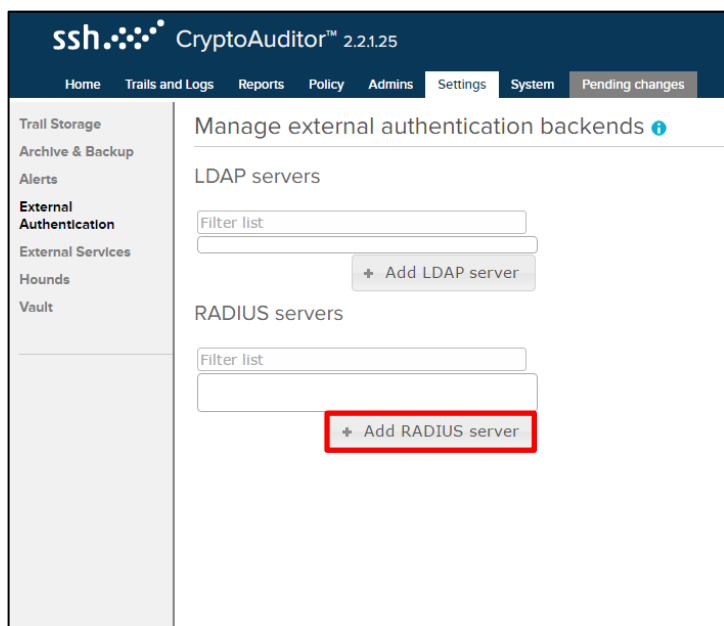 ssh. CryptoAuditor™ 2.2.1.25
Home Trails and Logs Reports Policy Admins Settings System Pending changes
Trail Storage
Archive & Backup
Alerts
External
Authentication
External Services
Hounds
Vault
Manage external authentication backends i
LDAP servers
Filter list
+ Add LDAP server
RADIUS servers
Filter list
+ Add RADIUS server